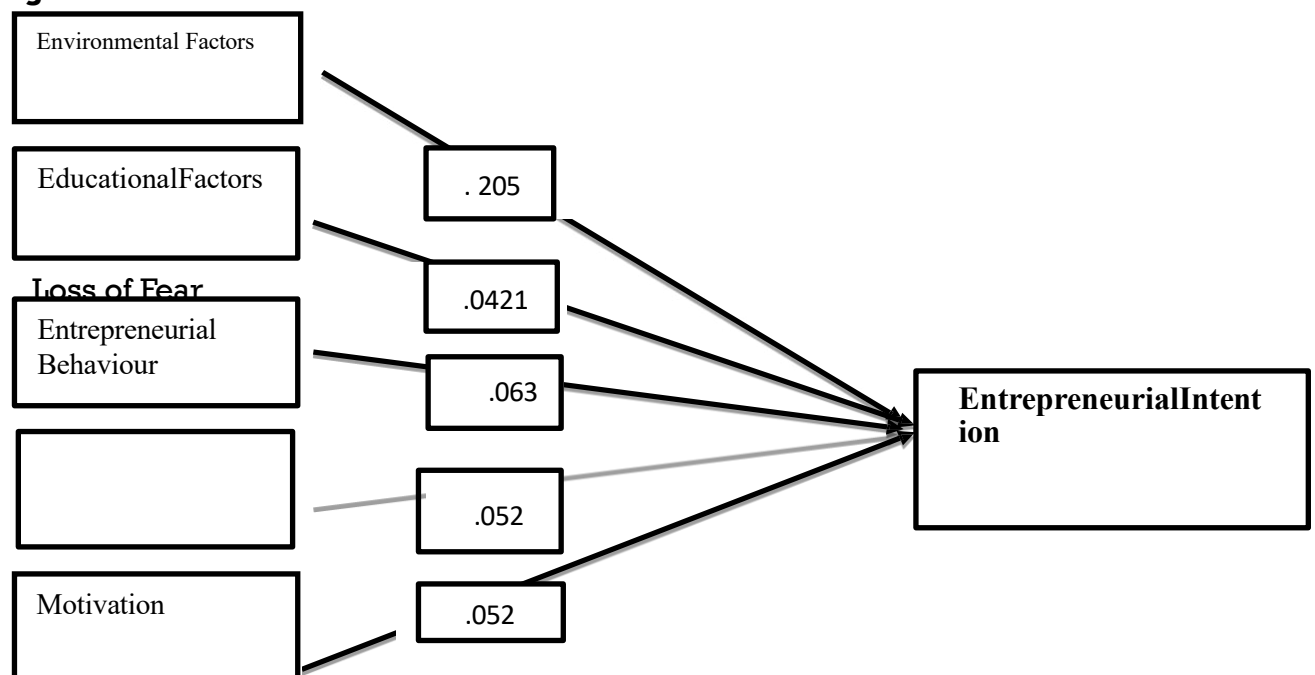 Environmental Factors
EducationalFactors
. 205
Loss of Fear
.0421
Entrepreneurial
Behaviour
.063
EntrepreneurialIntent
ion
.052
Motivation
.052